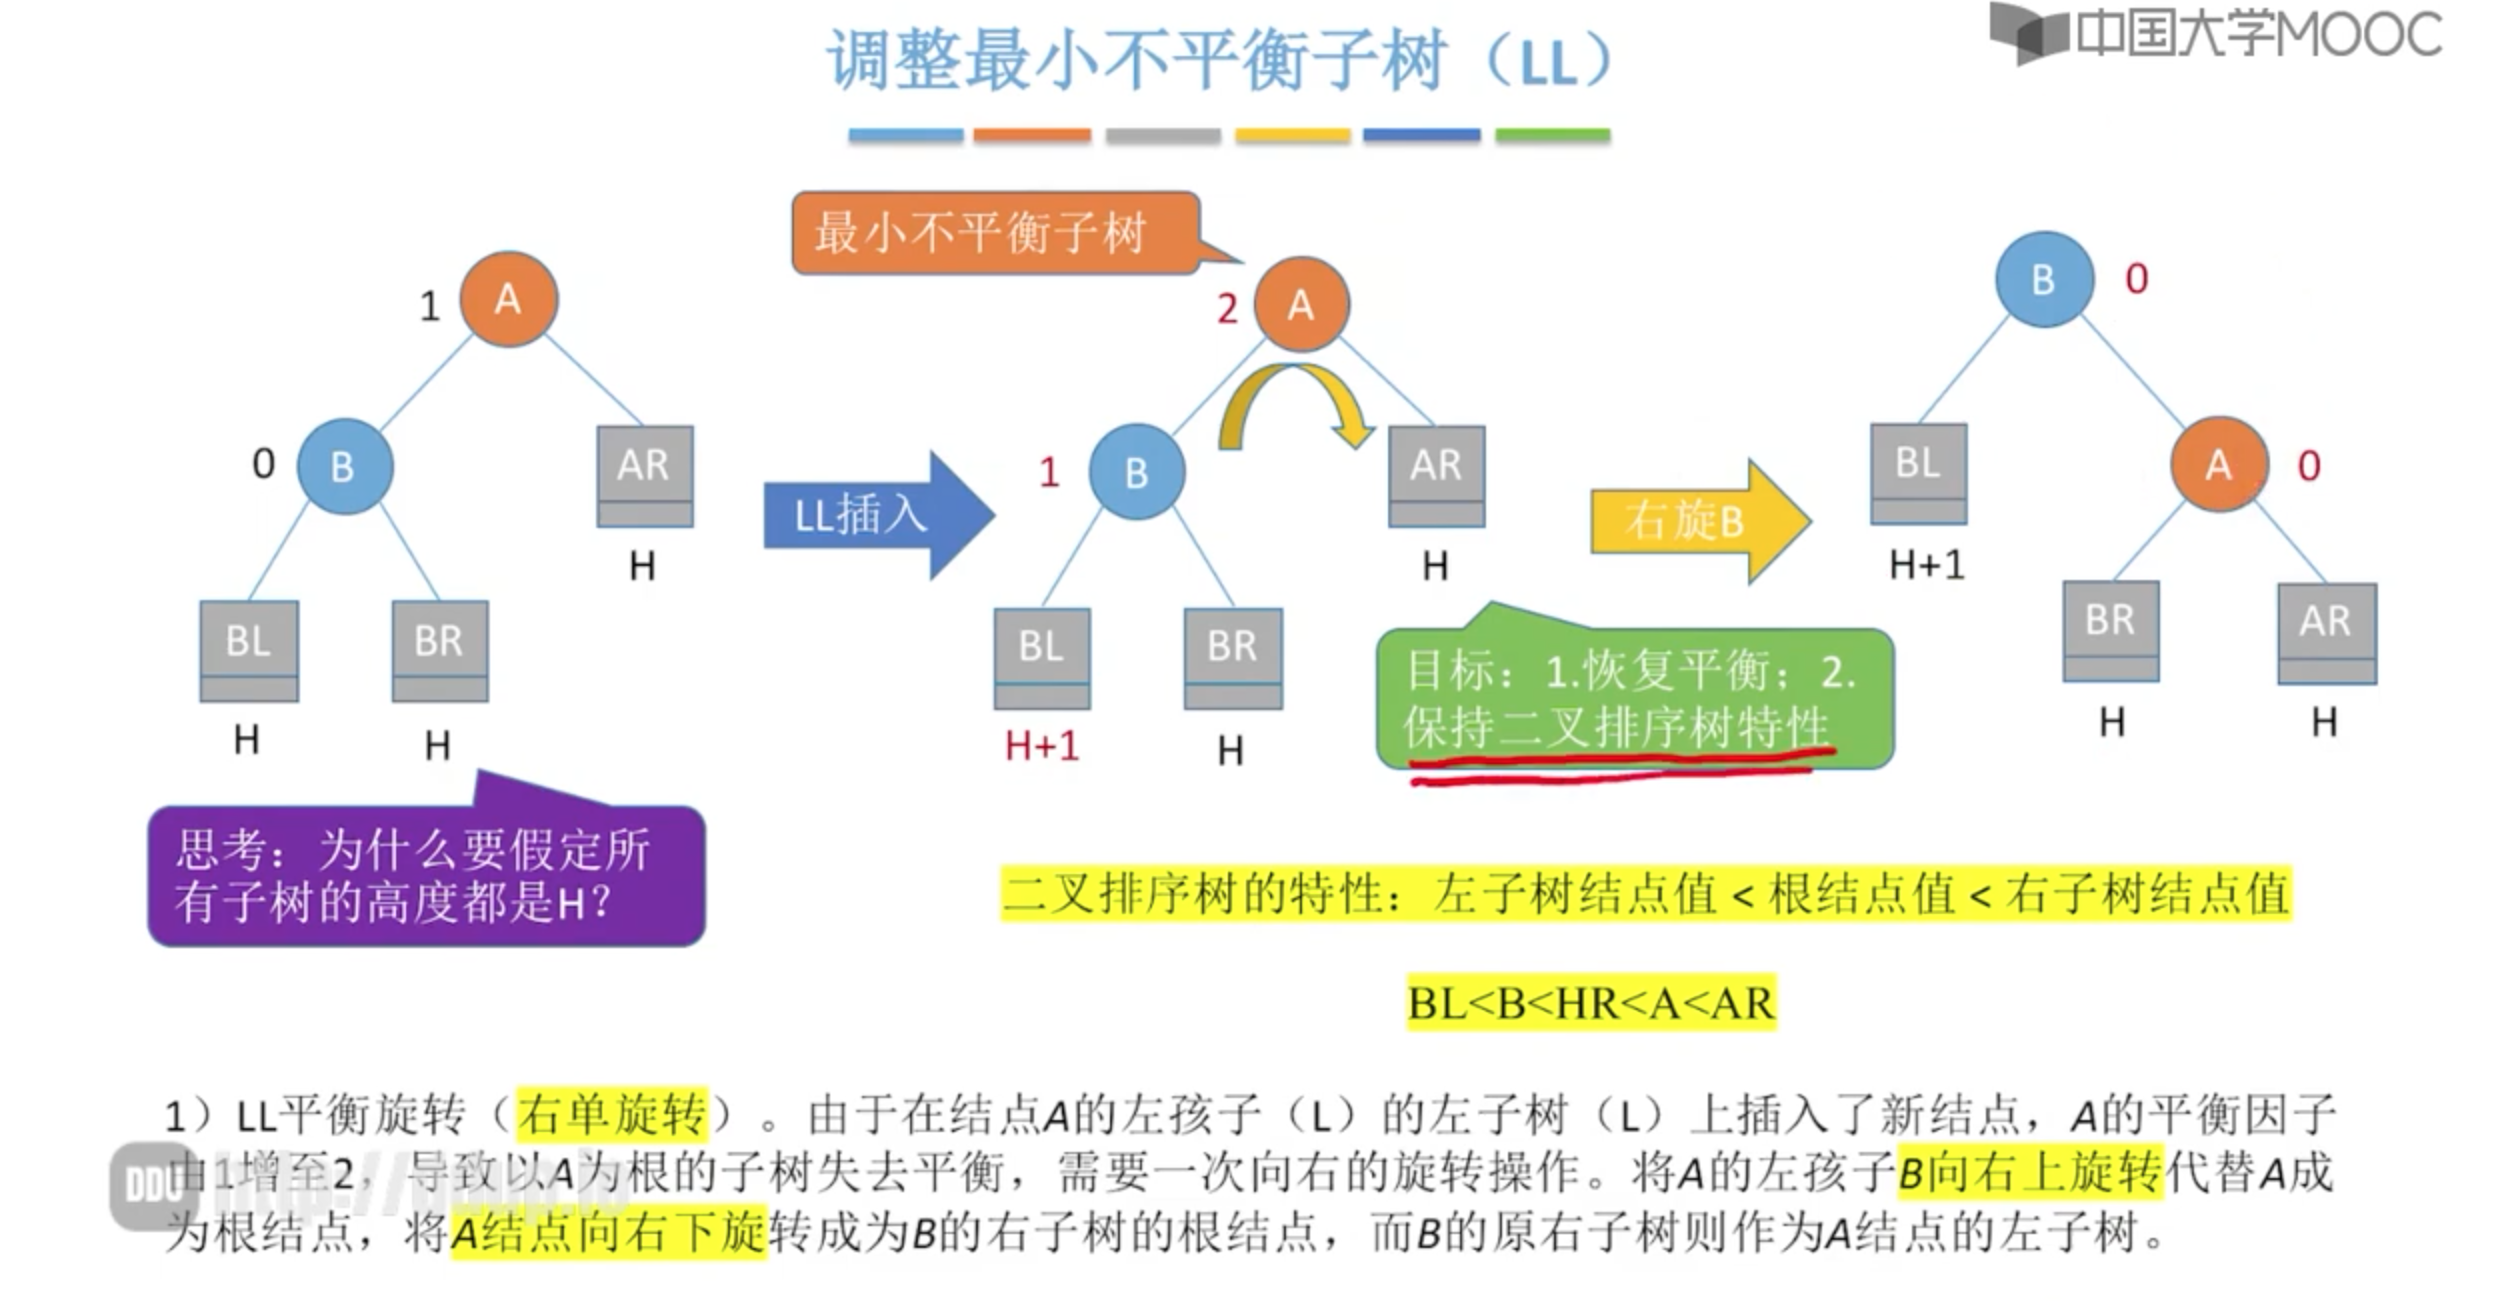 中国大学MOOC
调整最小不平衡子树（LL）
最小不平衡子树
1
A
0
B
AR
H
BL
BR
H
H
LL插入
2
A
1
B
AR
H
BL
BR
H+1
H
右旋B
B
0
BL
A
0
H+1
BR
AR
H
H
目标：1.恢复平衡；2.
保持二叉排序树特性
思考：为什么要假定所
有子树的高度都是H？
二叉排序树的特性：左子树结点值 < 根结点值 < 右子树结点值
BL<B<HR<A<AR
1）LL平衡旋转（右单旋转）。由于在结点A的左孩子（L）的左子树（L）上插入了新结点，A的平衡因子
由1增至2，导致以A为根的子树失去平衡，需要一次向右的旋转操作。将A的左孩子B向右上旋转代替A成
为根结点，将A结点向右下旋转成为B的右子树的根结点，而B的原右子树则作为A结点的左子树。
DDU